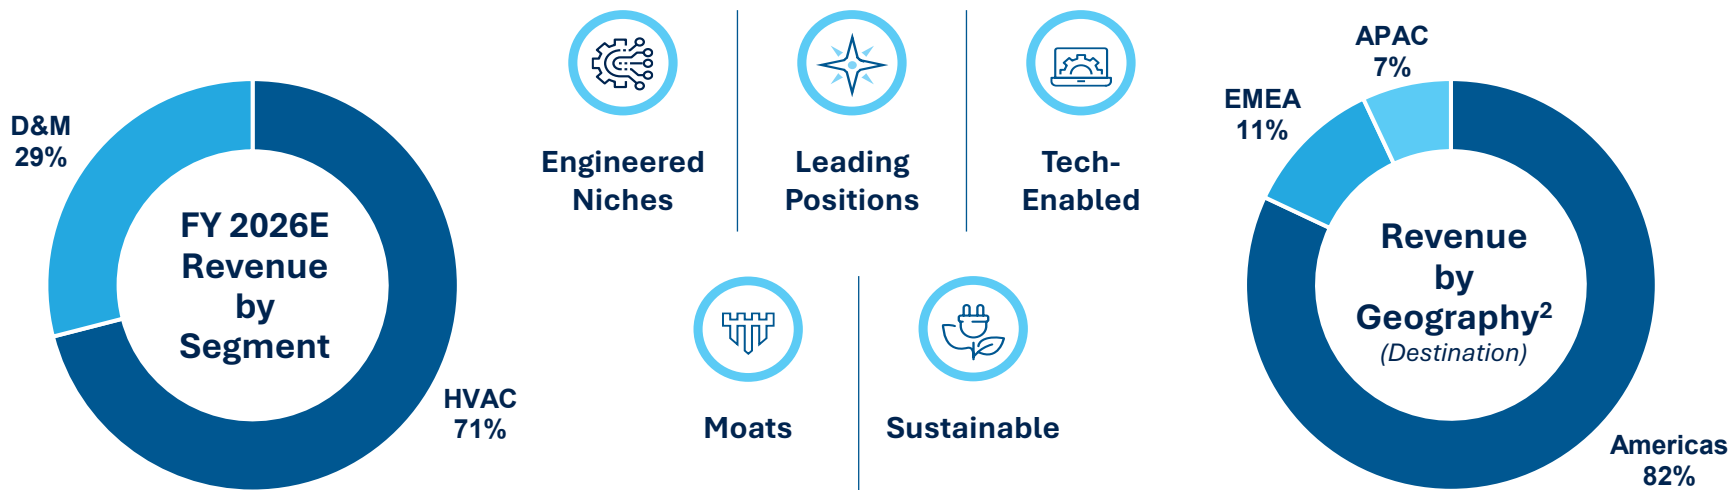 D&M
29%
FY 2026E
Revenue
by
Segment
HVAC
71%
Engineered
Niches
Leading
Positions
Tech-
Enabled
Moats
Sustainable
APAC
7%
EMEA
11%
Revenue
by
Geography²
(Destination)
Americas
82%